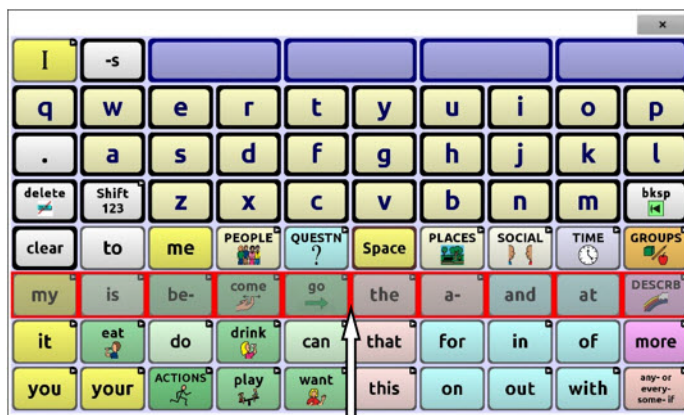 ×
I -s
q w e r t y u i o p
. a s d f g h j k l
delete Shift 123 z x c v b n m bksp
clear to me PEOPLE QUESTN ? Space PLACES SOCIAL TIME GROUPS
my is be- come go the a- and at DESCRB
it eat do drink can that for in of more
you your ACTIONS play want this on out with any- or every- some- if